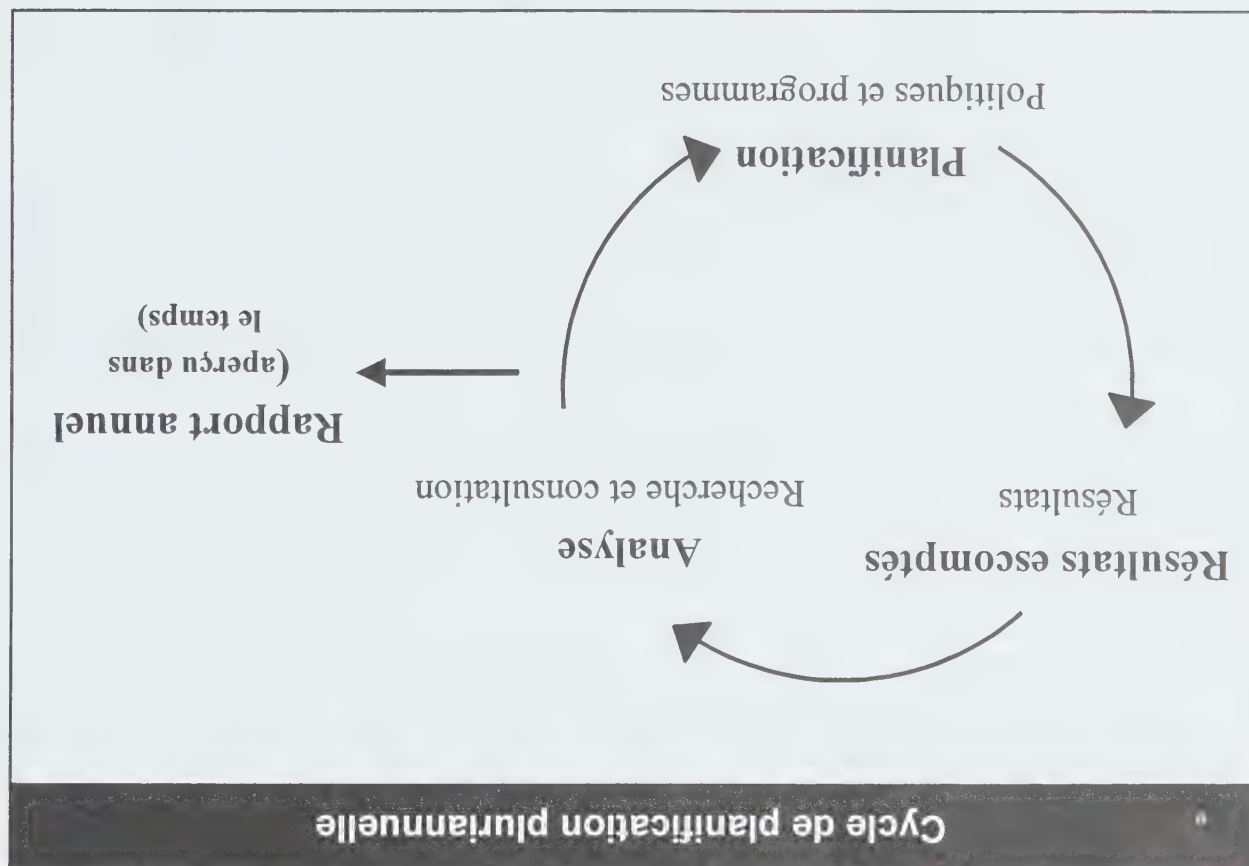 Cycle de planification pluriannuelle
Résultats escomptés
Résultats
Analyse
Recherche et consultation
Rapport annuel
(aperçu dans
le temps)
Planification
Politiques et programmes